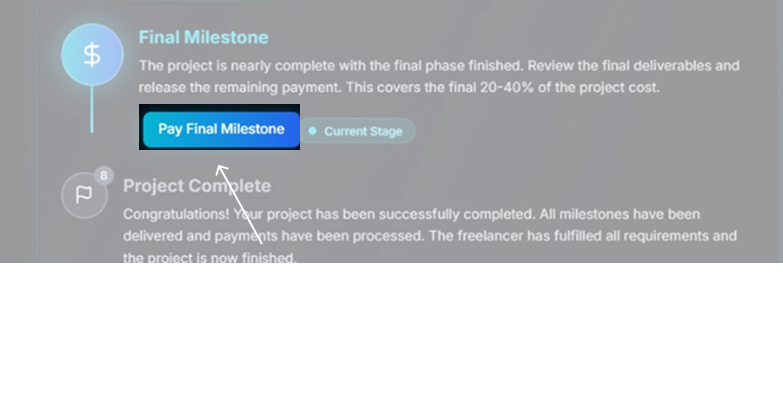 Final Milestone
The project is nearly complete with the final phase finished. Review the final deliverables and
release the remaining payment. This covers the final 20-40% of the project cost.
Pay Final Milestone
Current Stage
8
Project Complete
Congratulations! Your project has been successfully completed. All milestones have been
delivered and payments have been processed. The freelancer has fulfilled all requirements and
the project is now finished.